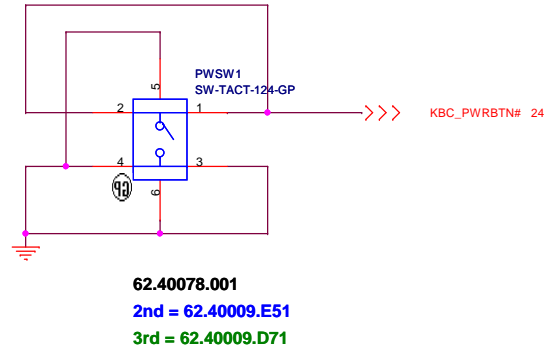 PWSW1
SW-TACT-124-GP
5
2
1
KBC_PWRBTN# 24
4
3
GP
6
62.40078.001
2nd = 62.40009.E51
3rd = 62.40009.D71